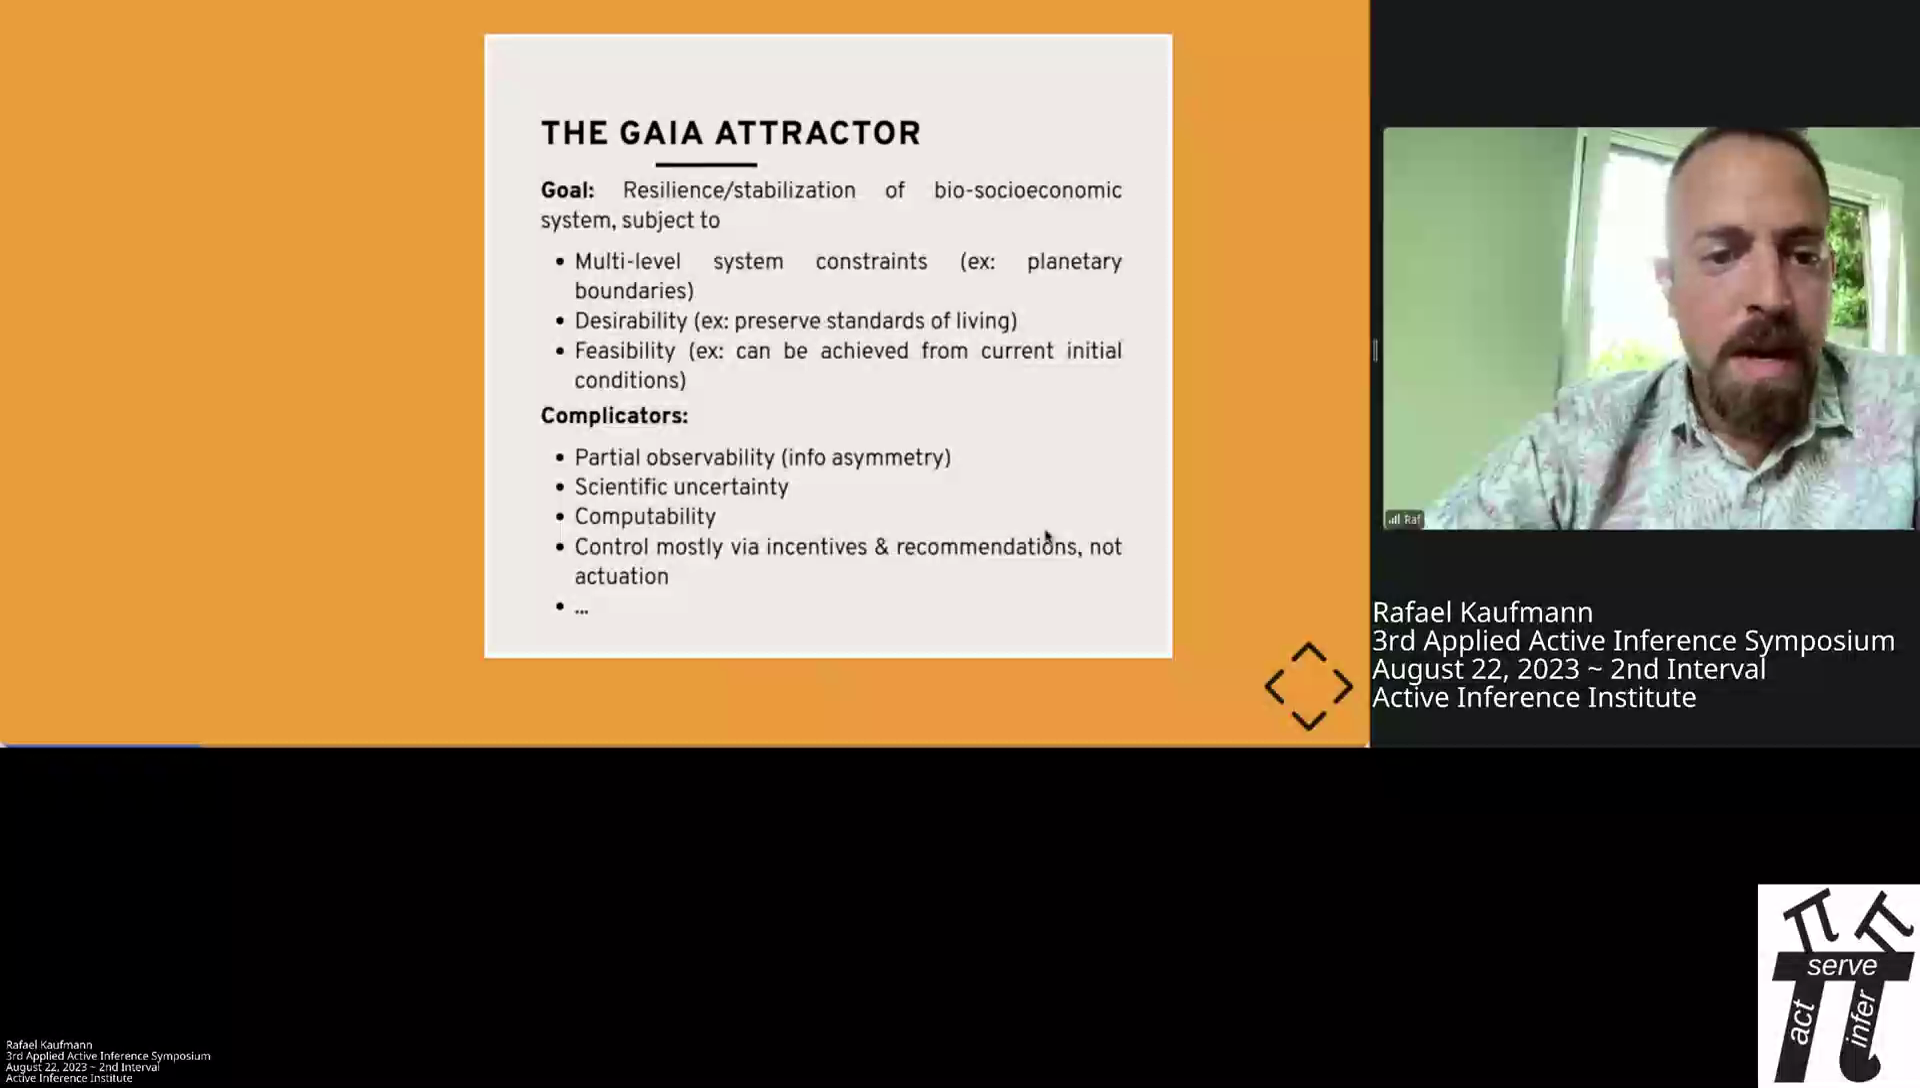 THE GAIA ATTRACTOR
Goal: Resilience/stabilization of bio-socioeconomic
system, subject to
• Multi-level system constraints (ex: planetary
boundaries)
• Desirability (ex: preserve standards of living)
• Feasibility (ex: can be achieved from current initial
conditions)
Complicators:
• Partial observability (info asymmetry)
• Scientific uncertainty
• Computability
• Control mostly via incentives & recommendations, not
actuation
• ...
Raf
Rafael Kaufmann
3rd Applied Active Inference Symposium
August 22, 2023 ~ 2nd Interval
Active Inference Institute
serve
act
infer
Rafael Kaufmann
3rd Applied Active Inference Symposium
August 22, 2023 ~ 2nd Interval
Active Inference Institute